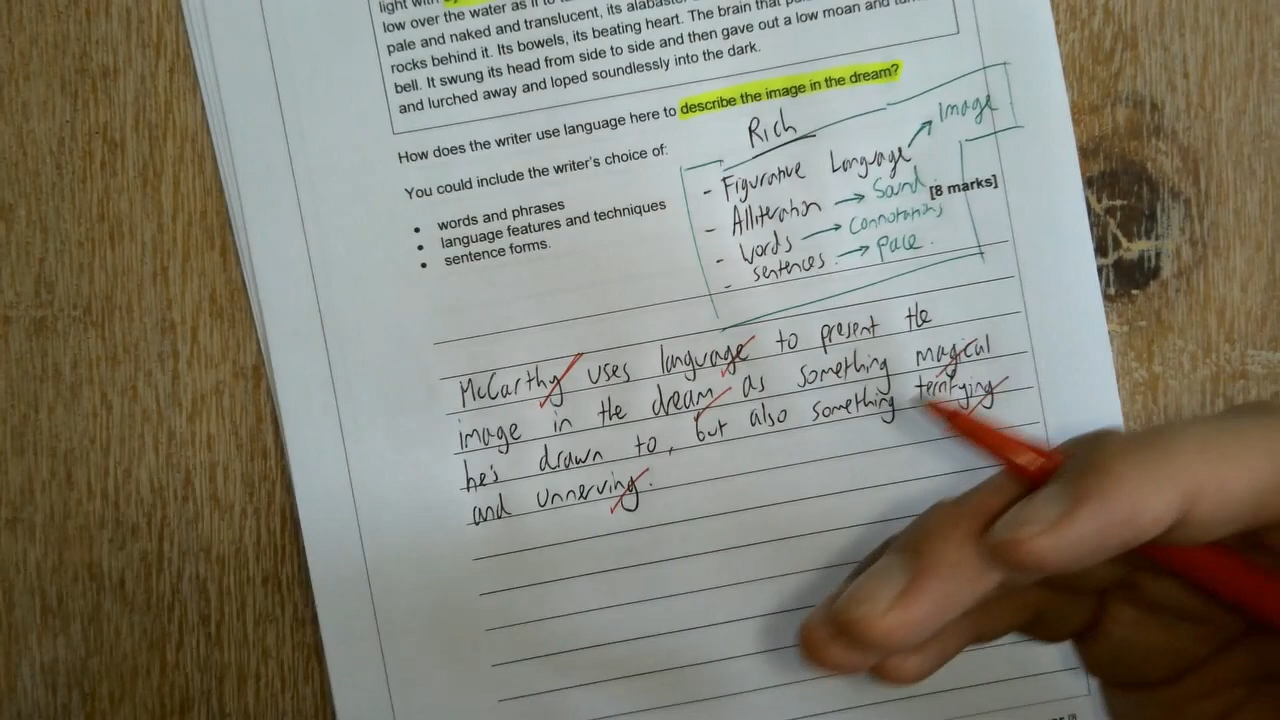 light with
low over the water as if to
pale and naked and translucent, its alabaster
rocks behind it. Its bowels, its beating heart. The brain that
bell. It swung its head from side to side and then gave out a low moan and
and lurched away and loped soundlessly into the dark.
How does the writer use language here to describe the image in the dream?
You could include the writer's choice of:
• words and phrases
• language features and techniques
• sentence forms.
Rich
- Figurative Language → Image
- Alliteration → Sound
[8 marks]
- Words → connotations
- sentences → pace.
McCarthy uses language to present the
image in the dream as something magical
he's drawn to, but also something terrifying
and unnerving.